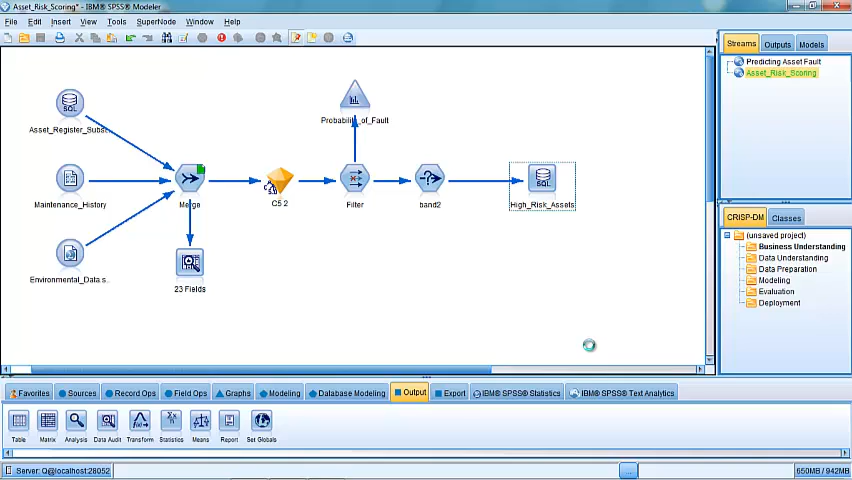 Asset_Risk_Scoring* - IBM® SPSS® Modeler
File Edit Insert View Tools SuperNode Window Help
Streams Outputs Models
Predicting Asset Fault
Asset_Risk_Scoring
SQL
Asset_Register_Subs...
Probability_of_Fault
Maintenance_History
Merge
C5 2
Filter
band2
SQL
High_Risk_Assets
Environmental_Data.s...
23 Fields
CRISP-DM Classes
(unsaved project)
Business Understanding
Data Understanding
Data Preparation
Modeling
Evaluation
Deployment
Favorites Sources Record Ops Field Ops Graphs Modeling Database Modeling Output Export IBM® SPSS® Statistics IBM® SPSS® Text Analytics
Table Matrix Analysis Data Audit Transform Statistics Means Report Set Globals
Server: Q@localhost:28052 ... 650MB / 942MB